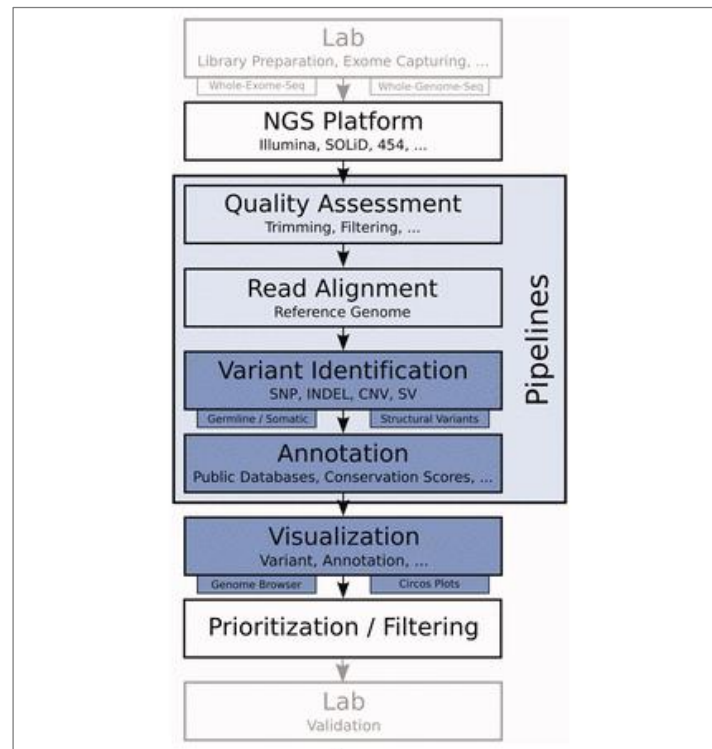 Lab
Library Preparation, Exome Capturing, ...
Whole-Exome-Seq
Whole-Genome-Seq
NGS Platform
Illumina, SOLiD, 454, ...
Quality Assessment
Trimming, Filtering, ...
Read Alignment
Reference Genome
Variant Identification
SNP, INDEL, CNV, SV
Germline / Somatic
Structural Variants
Annotation
Public Databases, Conservation Scores, ...
Pipelines
Visualization
Variant, Annotation, ...
Genome Browser
Circos Plots
Prioritization / Filtering
Lab
Validation